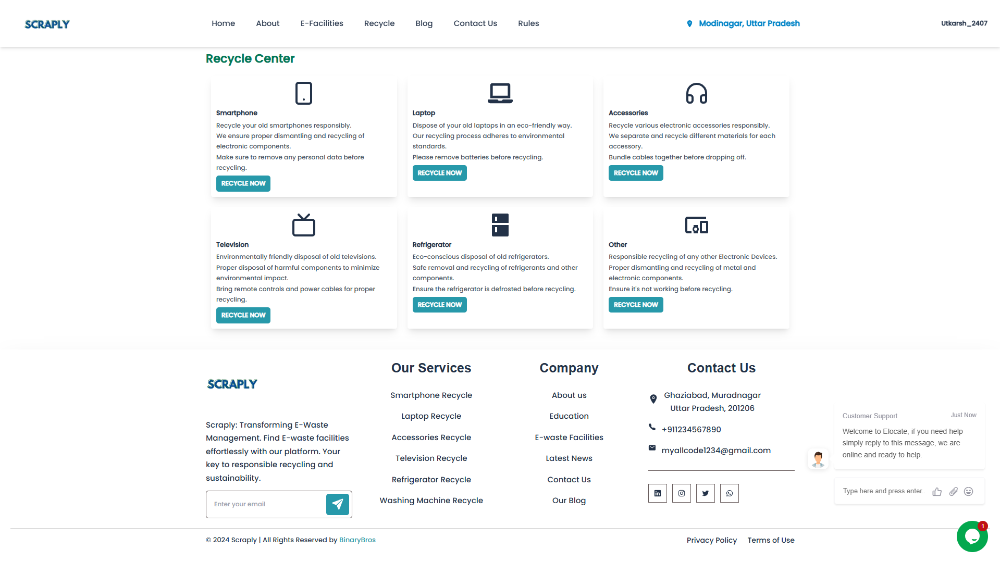 SCRAPLY
Home
About
E-Facilities
Recycle
Blog
Contact Us
Rules
Modinagar, Uttar Pradesh
Utkarsh_2407
Recycle Center
Smartphone
Recycle your old smartphones responsibly.
We ensure proper dismantling and recycling of
electronic components.
Make sure to remove any personal data before
recycling.
RECYCLE NOW
Laptop
Dispose of your old laptops in an eco-friendly way.
Our recycling process adheres to environmental
standards.
Please remove batteries before recycling.
RECYCLE NOW
Accessories
Recycle various electronic accessories responsibly.
We separate and recycle different materials for each
accessory.
Bundle cables together before dropping off.
RECYCLE NOW
Television
Environmentally friendly disposal of old televisions.
Proper disposal of harmful components to minimize
environmental impact.
Bring remote controls and power cables for proper
recycling.
RECYCLE NOW
Refrigerator
Eco-conscious disposal of old refrigerators.
Safe removal and recycling of refrigerants and other
components.
Ensure the refrigerator is defrosted before recycling.
RECYCLE NOW
Other
Responsible recycling of any other Electronic Devices.
Proper dismantling and recycling of metal and
electronic components.
Ensure it's not working before recycling.
RECYCLE NOW
SCRAPLY
Scraply: Transforming E-Waste
Management. Find E-waste facilities
effortlessly with our platform. Your
key to responsible recycling and
sustainability.
Enter your email
Our Services
Smartphone Recycle
Laptop Recycle
Accessories Recycle
Television Recycle
Refrigerator Recycle
Washing Machine Recycle
Company
About us
Education
E-waste Facilities
Latest News
Contact Us
Our Blog
Contact Us
Ghaziabad, Muradnagar
Uttar Pradesh, 201206
+911234567890
myallcode1234@gmail.com
Customer Support
Just Now
Welcome to Elocate, if you need help
simply reply to this message, we are
online and ready to help.
Type here and press enter..
1
© 2024 Scraply | All Rights Reserved by BinaryBros
Privacy Policy
Terms of Use